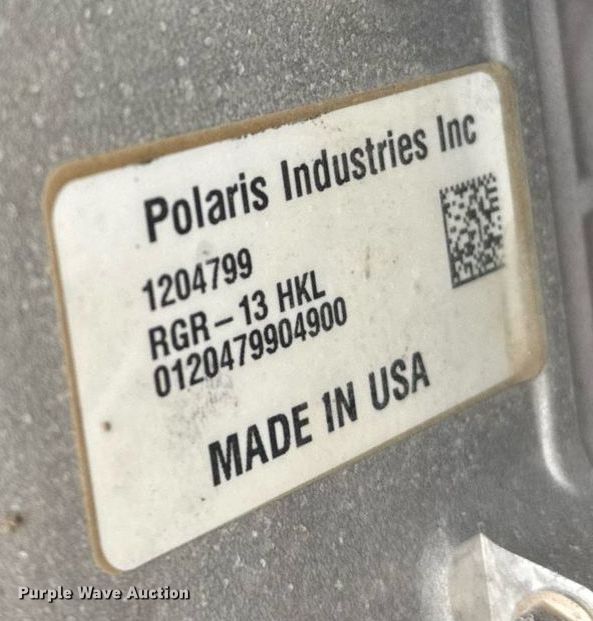 Polaris Industries Inc
1204799
RGR-13 HKL
0120479904900
MADE IN USA
Purple Wave Auction